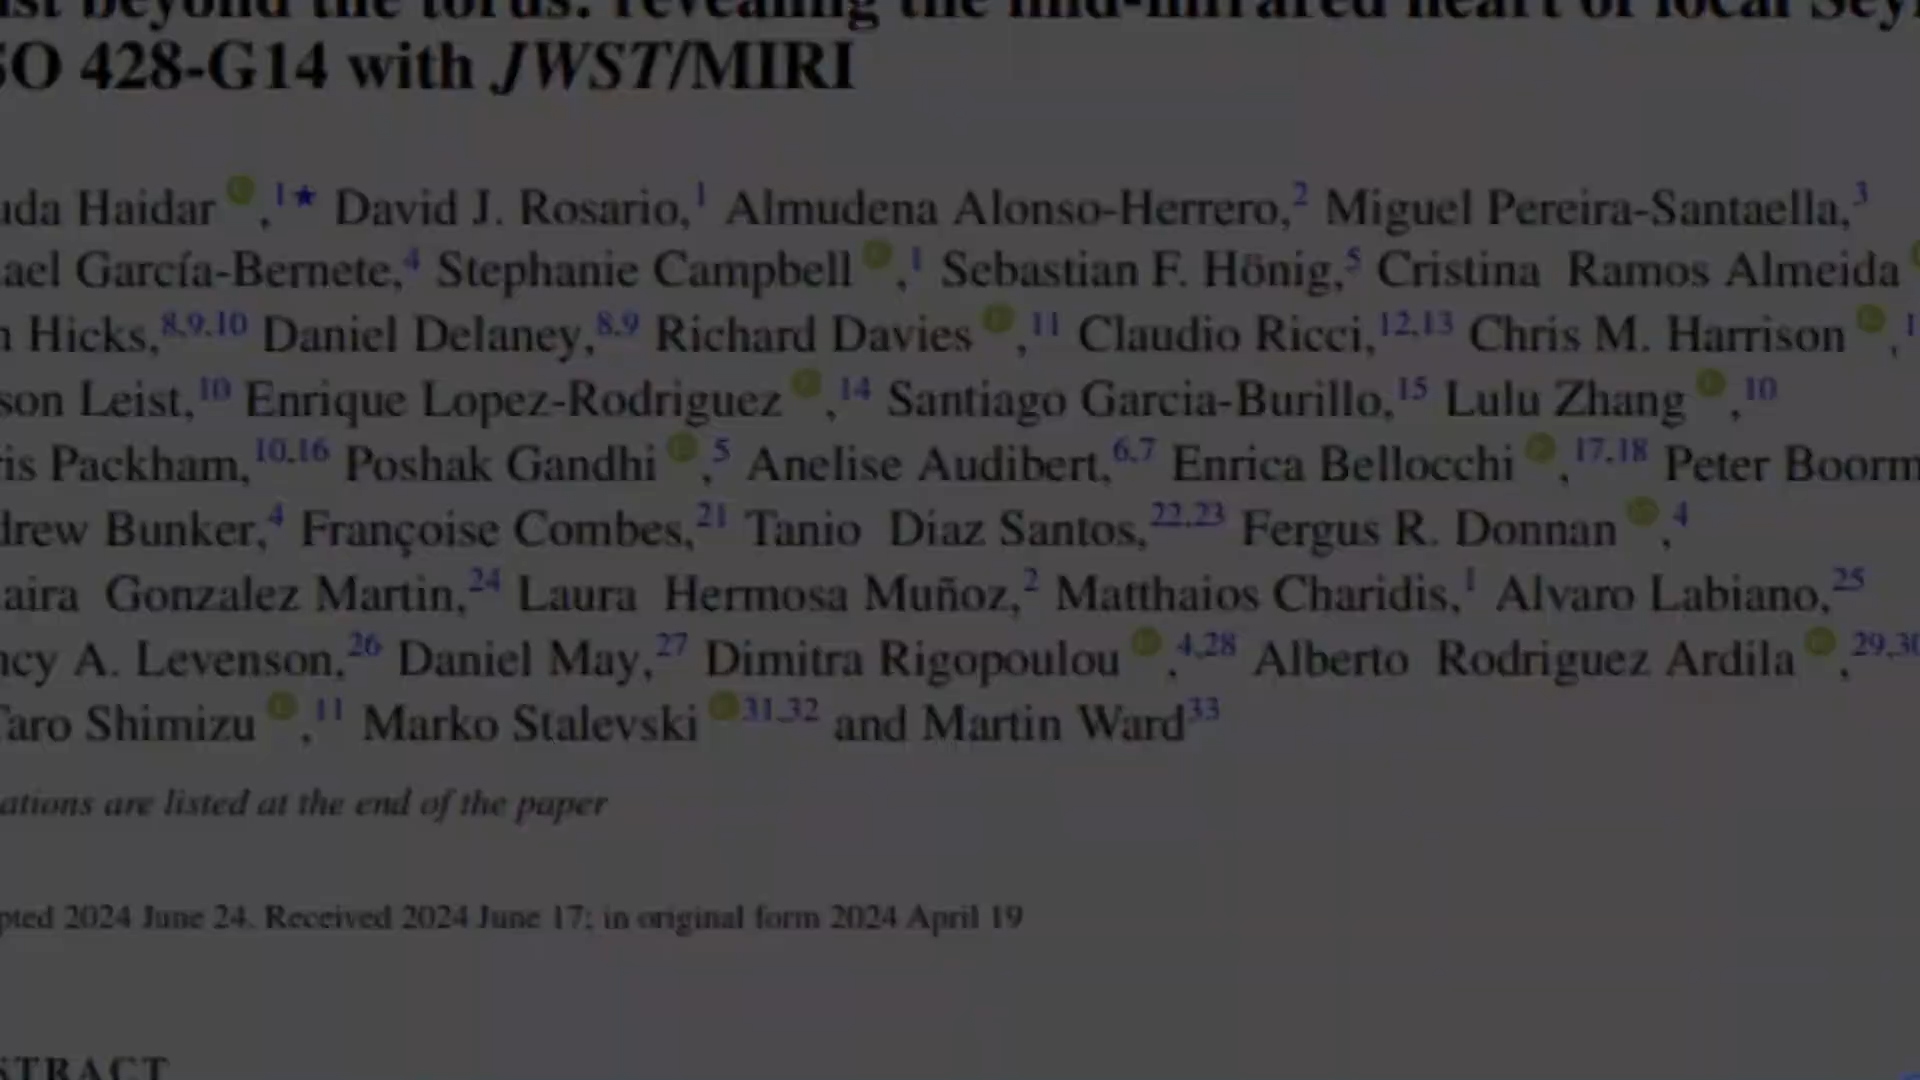 beyond the torus: revealing the mid-infrared heart of local Sey
SO 428-G14 with JWST/MIRI
uda Haidar ,1★ David J. Rosario,1 Almudena Alonso-Herrero,2 Miguel Pereira-Santaella,3
ael García-Bernete,4 Stephanie Campbell ,1 Sebastian F. Hönig,5 Cristina Ramos Almeida
n Hicks,8,9,10 Daniel Delaney,8,9 Richard Davies ,11 Claudio Ricci,12,13 Chris M. Harrison ,1
son Leist,10 Enrique Lopez-Rodriguez ,14 Santiago Garcia-Burillo,15 Lulu Zhang ,10
ris Packham,10,16 Poshak Gandhi ,5 Anelise Audibert,6,7 Enrica Bellocchi ,17,18 Peter Boorm
drew Bunker,4 Françoise Combes,21 Tanio Diaz Santos,22,23 Fergus R. Donnan ,4
aira Gonzalez Martin,24 Laura Hermosa Muñoz,2 Matthaios Charidis,1 Alvaro Labiano,25
ncy A. Levenson,26 Daniel May,27 Dimitra Rigopoulou ,4,28 Alberto Rodriguez Ardila ,29,30
Taro Shimizu ,11 Marko Stalevski 31,32 and Martin Ward33
ations are listed at the end of the paper
pted 2024 June 24. Received 2024 June 17; in original form 2024 April 19
STRACT